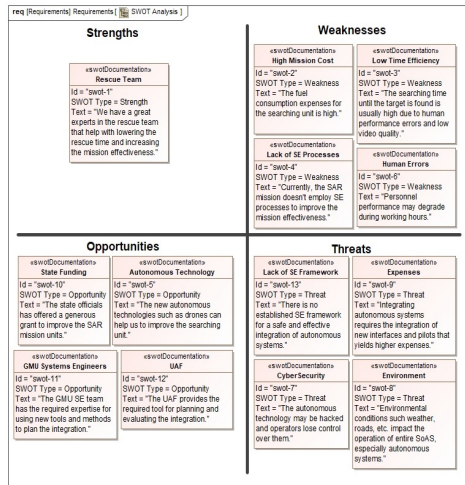 req [Requirements] Requirements [ SWOT Analysis ]
Strengths
«swotDocumentation»
Rescue Team
Id = "swot-1"
SWOT Type = Strength
Text = "We have a great
experts in the rescue team
that help with lowering the
rescue time and increasing
the mission effectiveness."
Weaknesses
«swotDocumentation»
High Mission Cost
Id = "swot-2"
SWOT Type = Weakness
Text = "The fuel
consumption expenses for
the searching unit is high."
«swotDocumentation»
Low Time Efficiency
Id = "swot-3"
SWOT Type = Weakness
Text = "The searching time
until the target is found is
usually high due to human
performance errors and low
video quality."
«swotDocumentation»
Lack of SE Processes
Id = "swot-4"
SWOT Type = Weakness
Text = "Currently, the SAR
mission doesn't employ SE
processes to improve the
mission effectiveness."
«swotDocumentation»
Human Errors
Id = "swot-6"
SWOT Type = Weakness
Text = "Personnel
performance may degrade
during working hours."
Opportunities
«swotDocumentation»
State Funding
Id = "swot-10"
SWOT Type = Opportunity
Text = "The state officials
has offered a generous
grant to improve the SAR
mission units."
«swotDocumentation»
Autonomous Technology
Id = "swot-5"
SWOT Type = Opportunity
Text = "The new autonomous
technologies such as drones can
help us to improve the searching
unit."
«swotDocumentation»
GMU Systems Engineers
Id = "swot-11"
SWOT Type = Opportunity
Text = "The GMU SE team
has the required expertise for
using new tools and methods
to plan the integration."
«swotDocumentation»
UAF
Id = "swot-12"
SWOT Type = Opportunity
Text = "The UAF provides the
required tool for planning and
evaluating the integration."
Threats
«swotDocumentation»
Lack of SE Framework
Id = "swot-13"
SWOT Type = Threat
Text = "There is no
established SE framework
for a safe and effective
integration of autonomous
systems."
«swotDocumentation»
Expenses
Id = "swot-9"
SWOT Type = Threat
Text = "Integrating
autonomous systems
requires the integration of
new interfaces and pilots that
yields higher expenses."
«swotDocumentation»
CyberSecurity
Id = "swot-7"
SWOT Type = Threat
Text = "The autonomous
technology may be hacked
and operators lose control
over them."
«swotDocumentation»
Environment
Id = "swot-8"
SWOT Type = Threat
Text = "Environmental
conditions such weather,
roads, etc. impact the
operation of entire SoAS,
especially autonomous
systems."